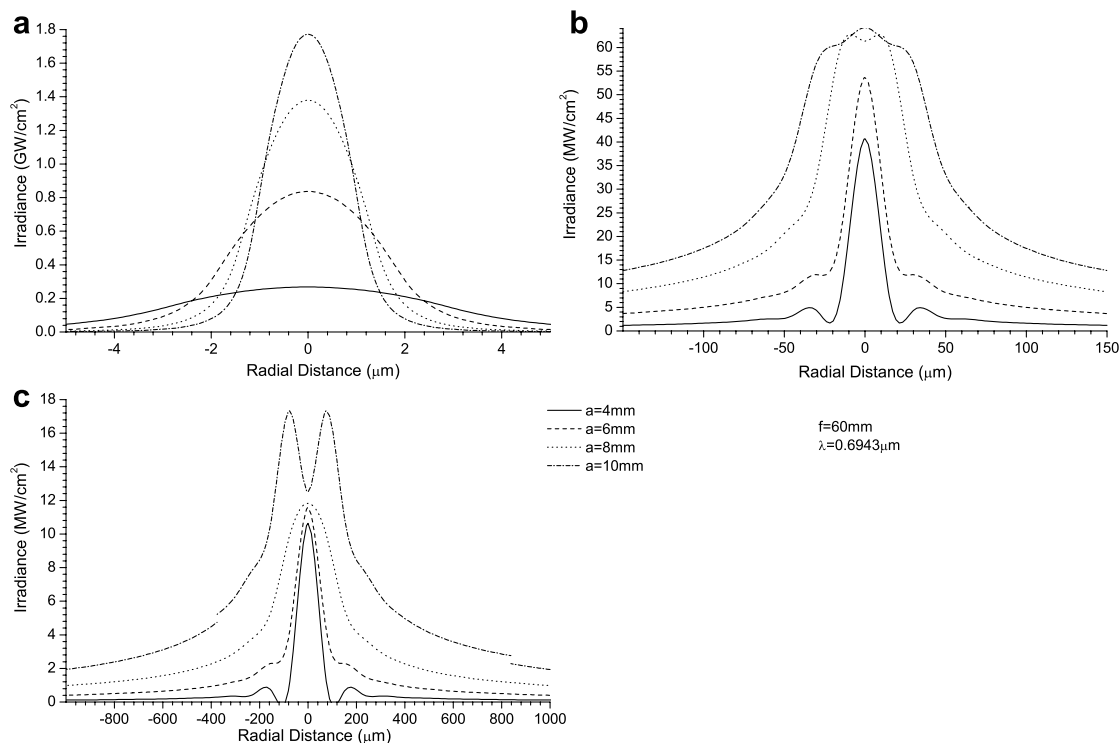 a
Irradiance (GW/cm²)
1.8
1.6
1.4
1.2
1.0
0.8
0.6
0.4
0.2
0.0
-4 -2 0 2 4
Radial Distance (μm)
b
Irradiance (MW/cm²)
60
55
50
45
40
35
30
25
20
15
10
5
0
-100 -50 0 50 100 150
Radial Distance (μm)
c
Irradiance (MW/cm²)
18
16
14
12
10
8
6
4
2
0
-800 -600 -400 -200 0 200 400 600 800 1000
Radial Distance (μm)
a=4mm
a=6mm
a=8mm
a=10mm
f=60mm
λ=0.6943μm